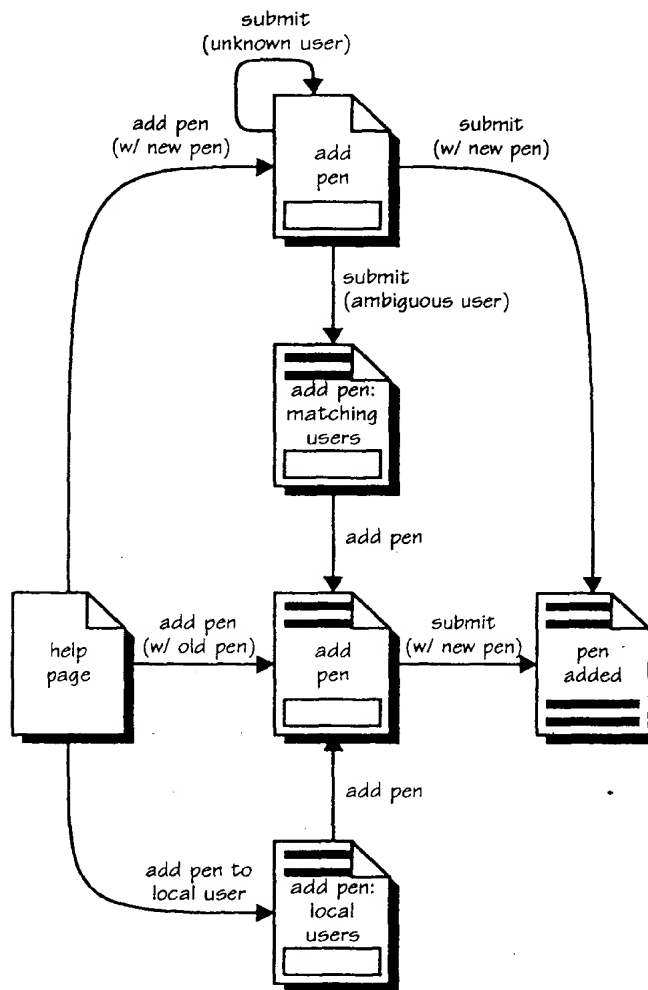 submit
(unknown user)
add pen
(w/ new pen)
add
pen
submit
(w/ new pen)
submit
(ambiguous user)
add pen:
matching
users
add pen
help
page
add pen
(w/ old pen)
add
pen
submit
(w/ new pen)
pen
added
add pen
add pen to
local user
add pen:
local
users